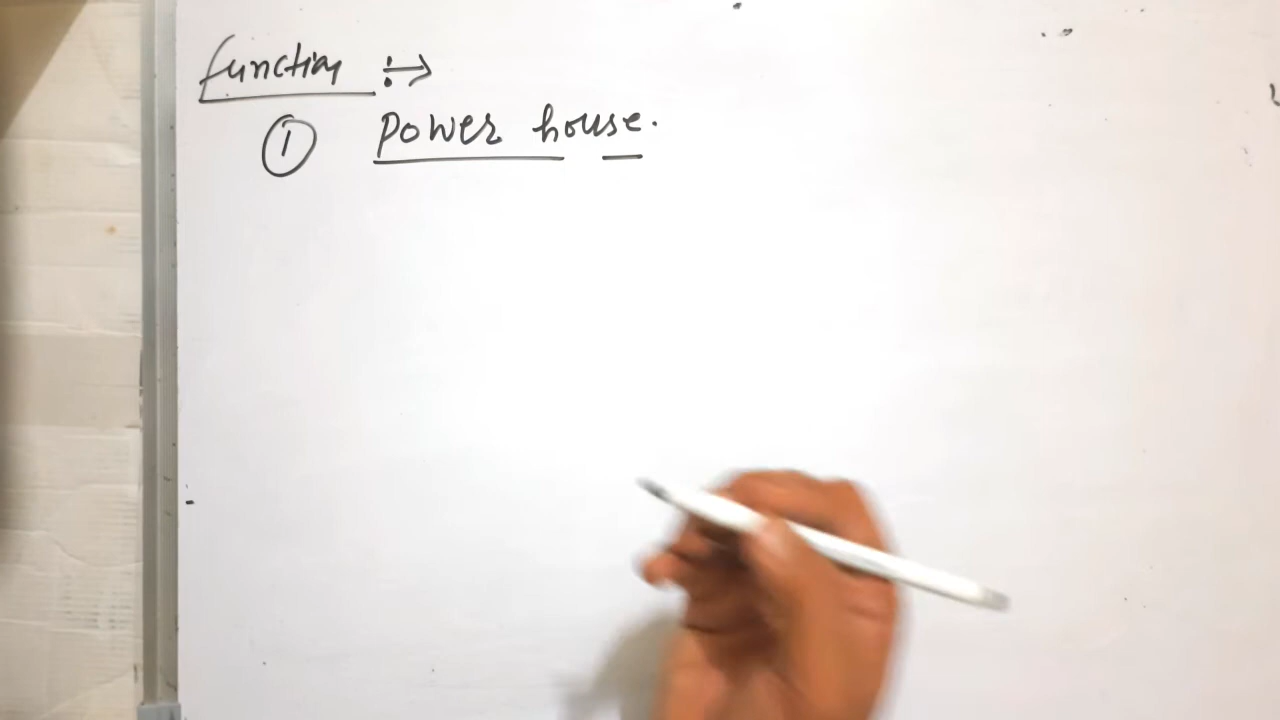 function :→
① Power house.